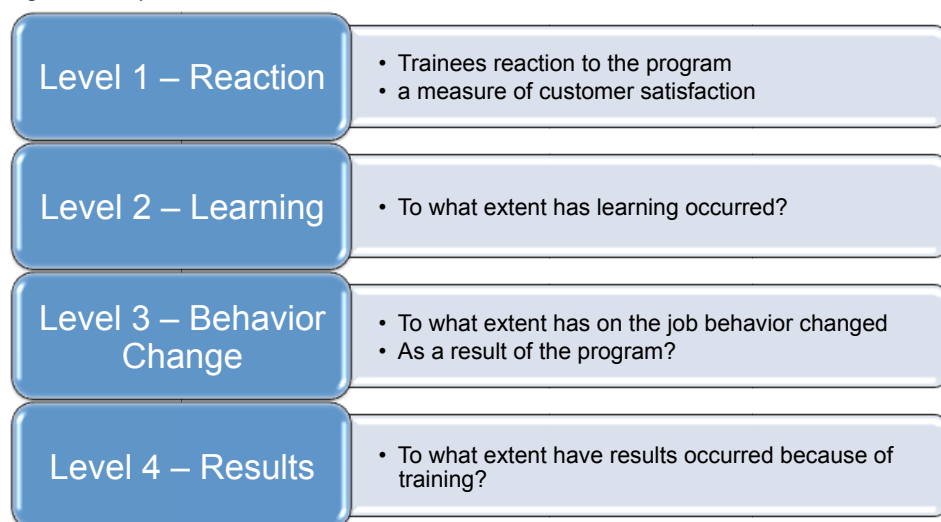 Level 1 – Reaction
• Trainees reaction to the program
• a measure of customer satisfaction
Level 2 – Learning
• To what extent has learning occurred?
Level 3 – Behavior
Change
• To what extent has on the job behavior changed
• As a result of the program?
Level 4 – Results
• To what extent have results occurred because of
training?